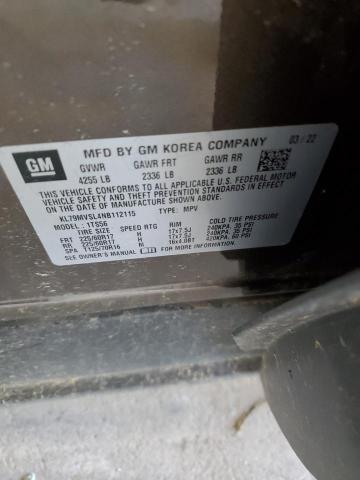 GM
MFD BY GM KOREA COMPANY 03/22
GVWR GAWR FRT GAWR RR
4255 LB 2336 LB 2336 LB
THIS VEHICLE CONFORMS TO ALL APPLICABLE U.S. FEDERAL MOTOR
VEHICLE SAFETY AND THEFT PREVENTION STANDARDS IN EFFECT ON
THE DATE OF MANUFACTURE SHOWN ABOVE.
KL79MVSL4NB112115 TYPE: MPV
MODEL: 1TS56
TIRE SIZE SPEED RTG RIM COLD TIRE PRESSURE
FRT 225/60R17 H 17x7.5J 240KPA, 35 PSI
RR 225/60R17 H 17x7.5J 240KPA, 35 PSI
SPA T125/70R16 M 16x4.0BT 420KPA, 60 PSI
SEE OWNER'S MANUAL FOR MORE INFORMATION.